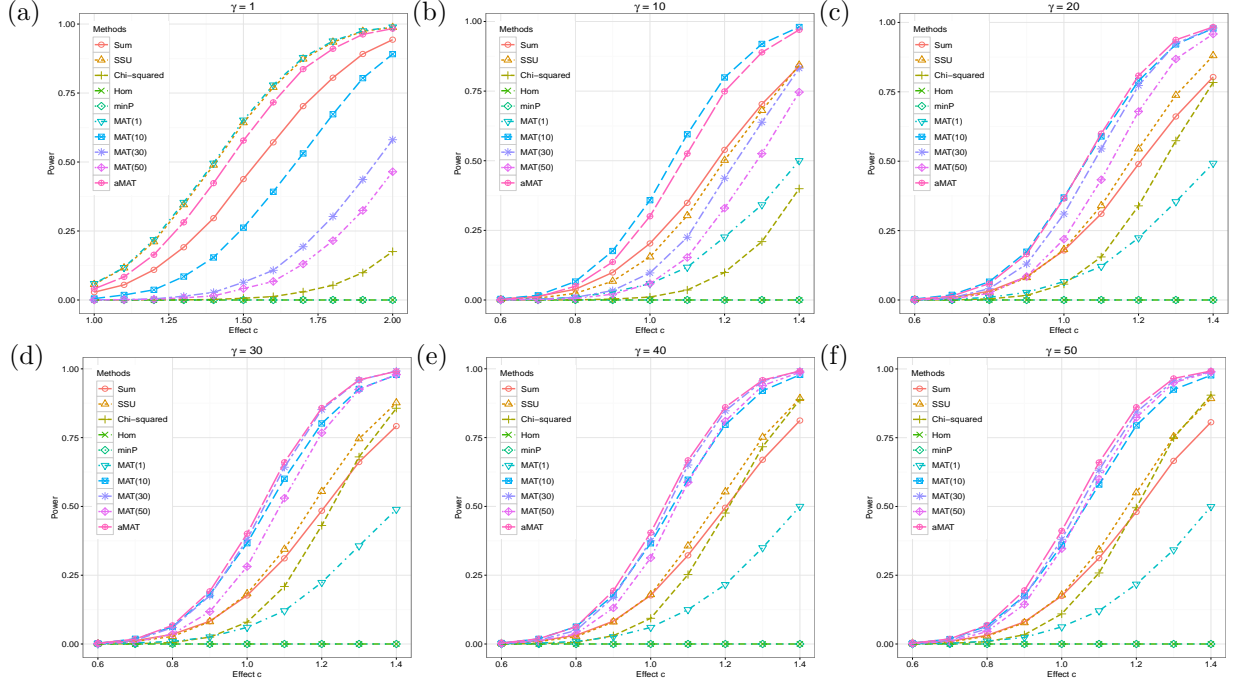 (a)
γ = 1
1.00
0.75
0.50
0.25
0.00
Power
Methods
Sum
SSU
Chi−squared
Hom
minP
MAT(1)
MAT(10)
MAT(30)
MAT(50)
aMAT
1.00 1.25 1.50 1.75 2.00
Effect c
(b)
γ = 10
1.00
0.75
0.50
0.25
0.00
Power
Methods
Sum
SSU
Chi−squared
Hom
minP
MAT(1)
MAT(10)
MAT(30)
MAT(50)
aMAT
0.6 0.8 1.0 1.2 1.4
Effect c
(c)
γ = 20
1.00
0.75
0.50
0.25
0.00
Power
Methods
Sum
SSU
Chi−squared
Hom
minP
MAT(1)
MAT(10)
MAT(30)
MAT(50)
aMAT
0.6 0.8 1.0 1.2 1.4
Effect c
(d)
γ = 30
1.00
0.75
0.50
0.25
0.00
Power
Methods
Sum
SSU
Chi−squared
Hom
minP
MAT(1)
MAT(10)
MAT(30)
MAT(50)
aMAT
0.6 0.8 1.0 1.2 1.4
Effect c
(e)
γ = 40
1.00
0.75
0.50
0.25
0.00
Power
Methods
Sum
SSU
Chi−squared
Hom
minP
MAT(1)
MAT(10)
MAT(30)
MAT(50)
aMAT
0.6 0.8 1.0 1.2 1.4
Effect c
(f)
γ = 50
1.00
0.75
0.50
0.25
0.00
Power
Methods
Sum
SSU
Chi−squared
Hom
minP
MAT(1)
MAT(10)
MAT(30)
MAT(50)
aMAT
0.6 0.8 1.0 1.2 1.4
Effect c